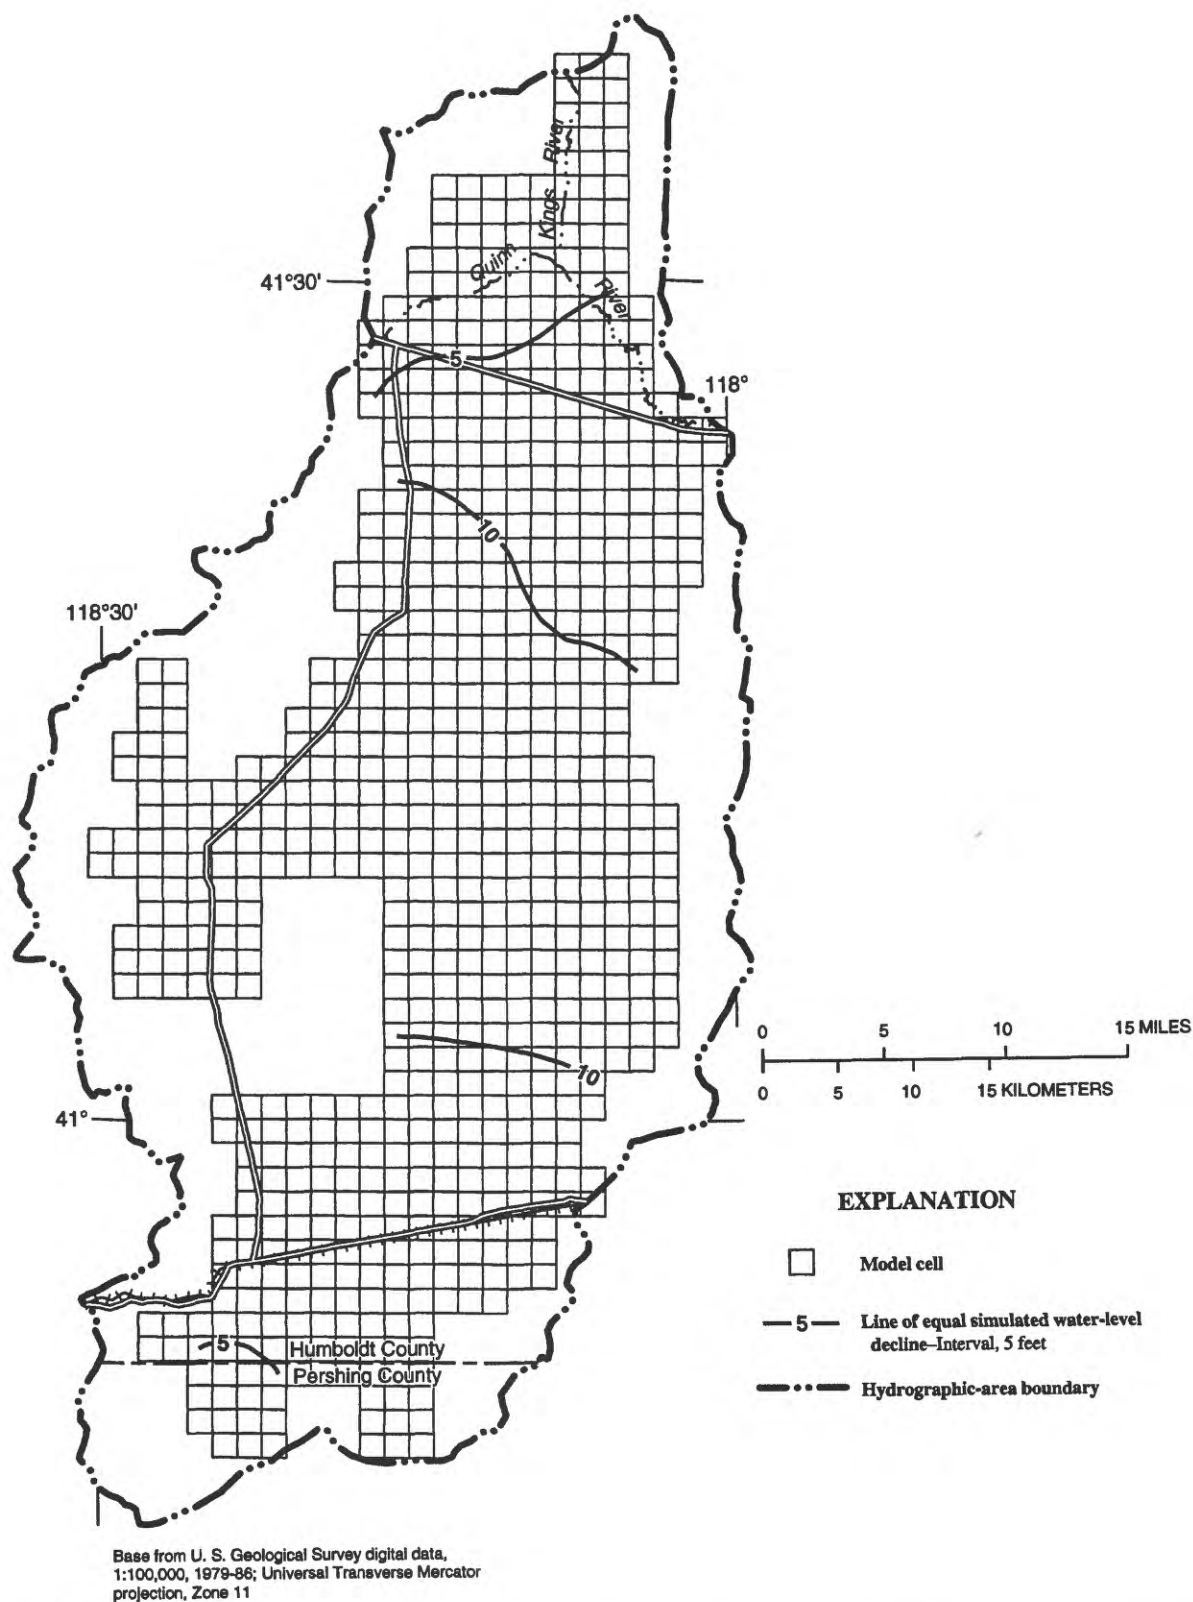 Kings River
Quinn River
41°30'
5
118°
10
118°30'
0 5 10 15 MILES
0 5 10 15 KILOMETERS
10
41°
EXPLANATION
Model cell
5
Line of equal simulated water-level
decline–Interval, 5 feet
Hydrographic-area boundary
5
Humboldt County
Pershing County
Base from U. S. Geological Survey digital data,
1:100,000, 1979-86; Universal Transverse Mercator
projection, Zone 11